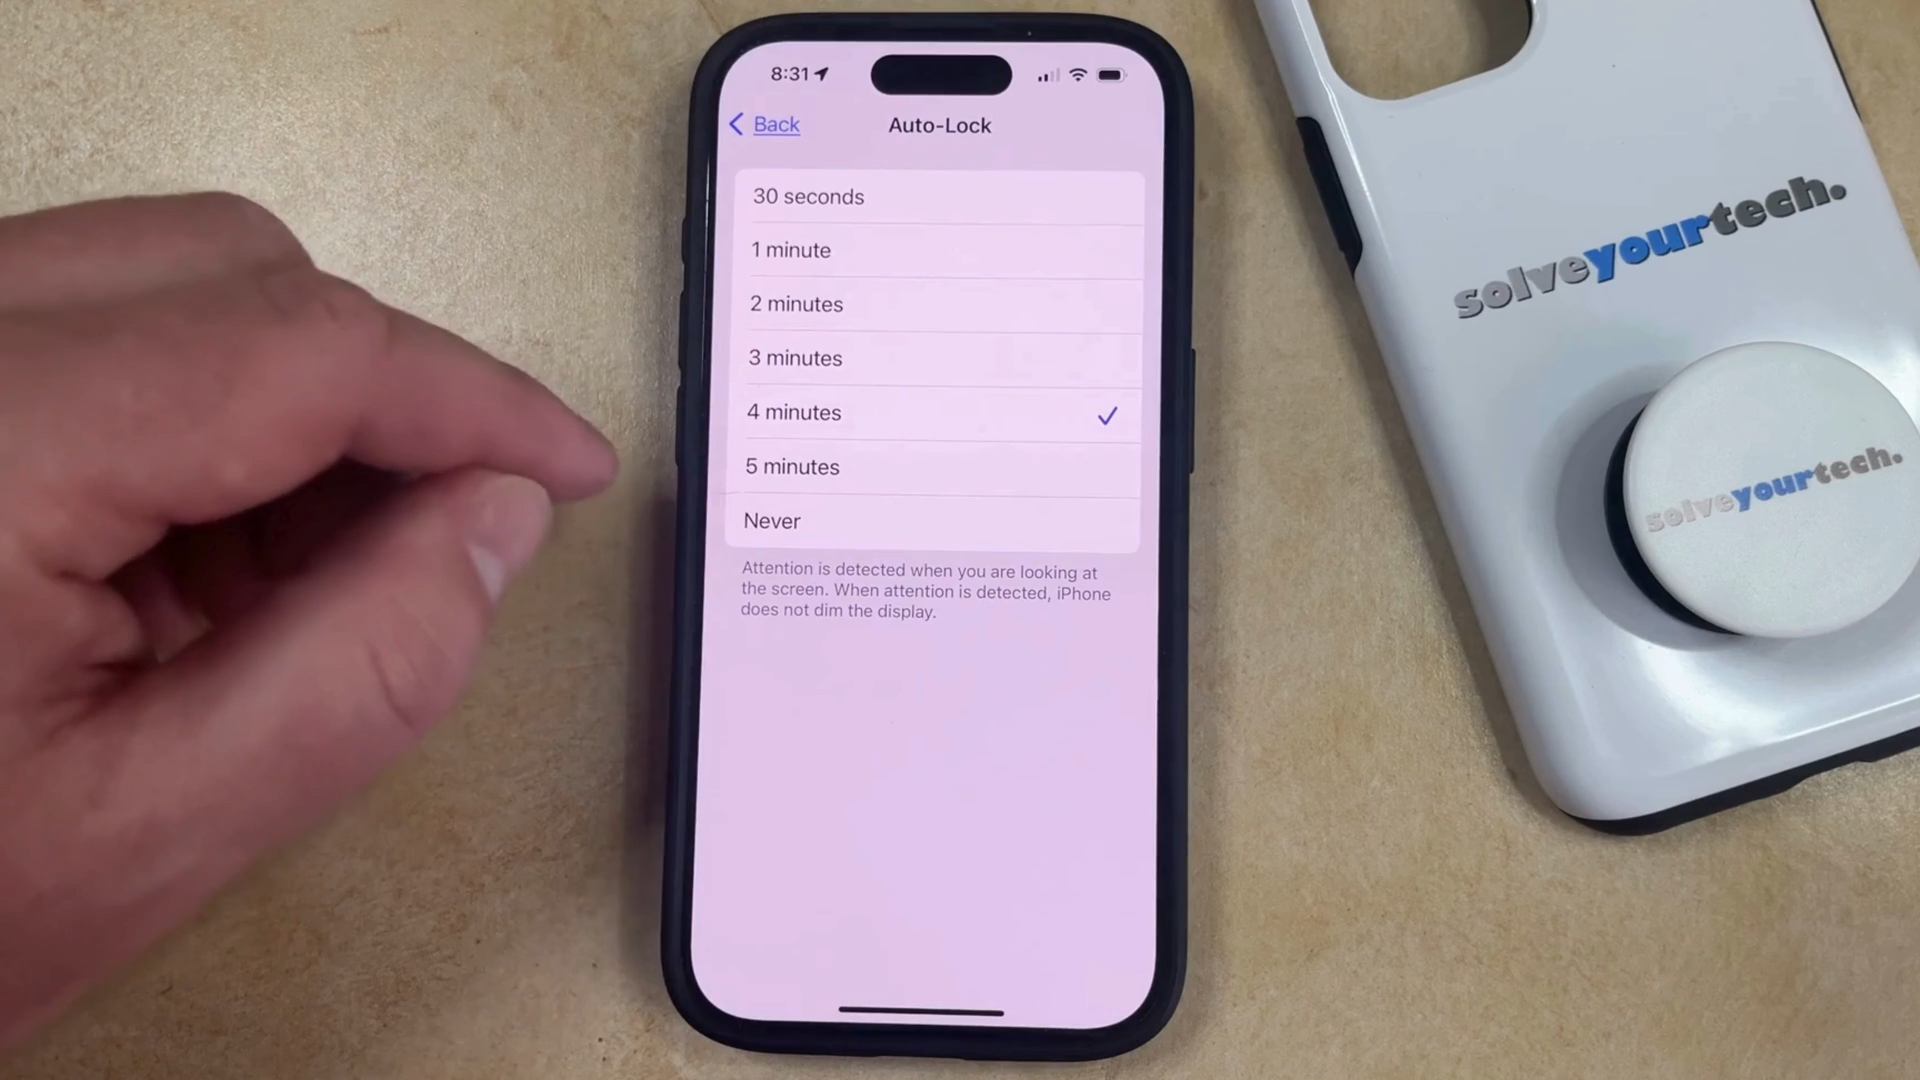 8:31
Back
Auto-Lock
30 seconds
1 minute
2 minutes
3 minutes
4 minutes
5 minutes
Never
Attention is detected when you are looking at
the screen. When attention is detected, iPhone
does not dim the display.
solveyourtech.
solveyourtech.